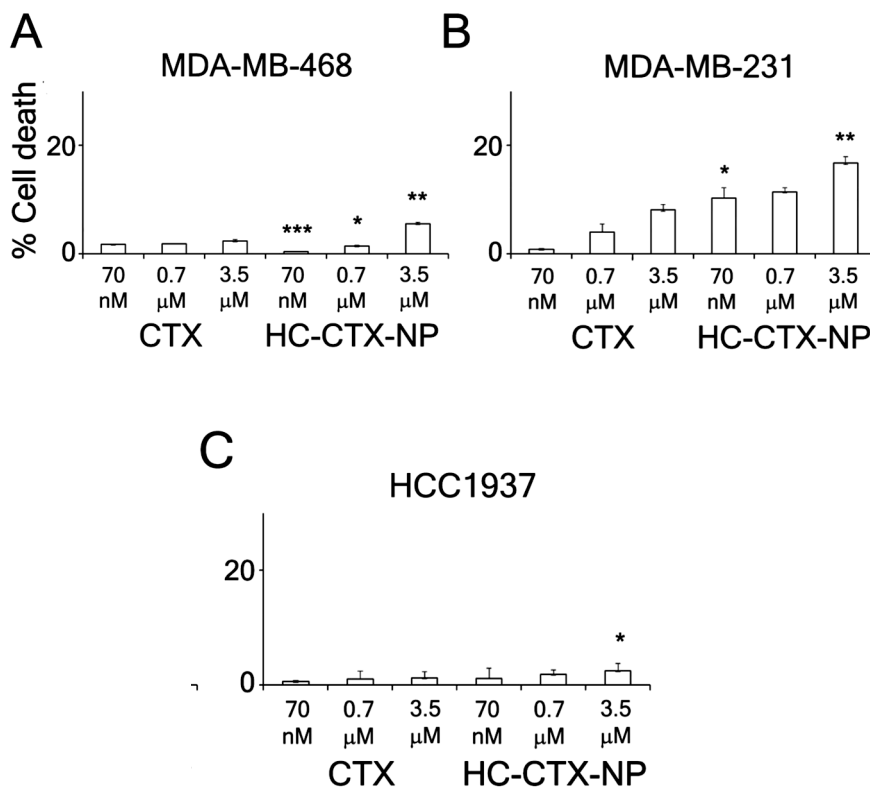 A
B
MDA-MB-468
MDA-MB-231
% Cell death
20
20
* *
*** * **
**
0
0
70 0.7 3.5 70 0.7 3.5
nM μM μM nM μM μM
70 0.7 3.5 70 0.7 3.5
nM μM μM nM μM μM
CTX HC-CTX-NP
CTX HC-CTX-NP
C
HCC1937
20
*
0
70 0.7 3.5 70 0.7 3.5
nM μM μM nM μM μM
CTX HC-CTX-NP